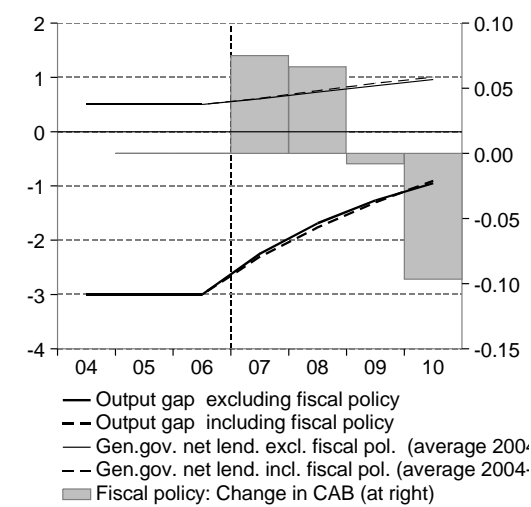 2 0.10
1 0.05
0 0.00
-1 -0.05
-2 -0.10
-3 -0.15
-4
04 05 06 07 08 09 10
Output gap excluding fiscal policy
Output gap including fiscal policy
Gen.gov. net lend. excl. fiscal pol. (average 2004
Gen.gov. net lend. incl. fiscal pol. (average 2004-
Fiscal policy: Change in CAB (at right)